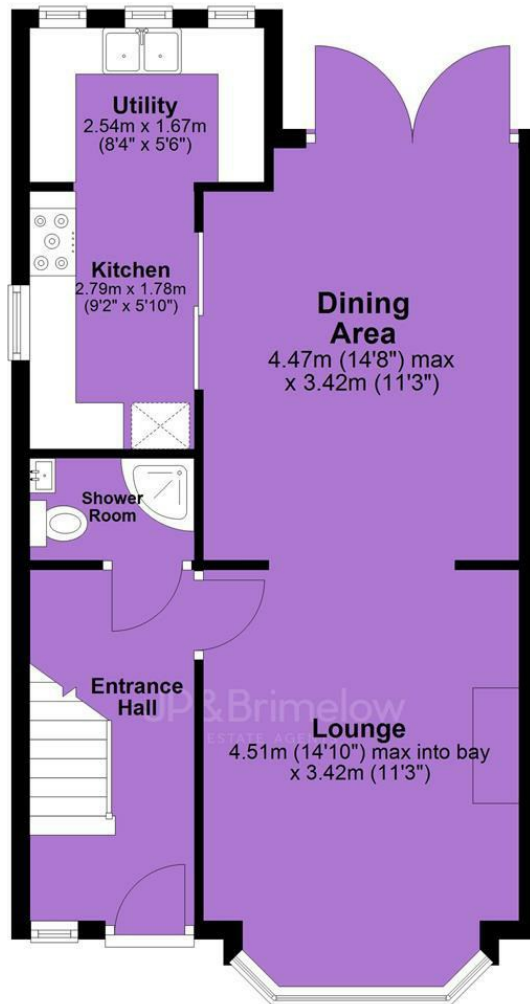 Utility
2.54m x 1.67m
(8'4" x 5'6")
Kitchen
2.79m x 1.78m
(9'2" x 5'10")
Dining
Area
4.47m (14'8") max
x 3.42m (11'3")
Shower
Room
Entrance
Hall
JP & Brimelow
ESTATE AGENTS
Lounge
4.51m (14'10") max into bay
x 3.42m (11'3")